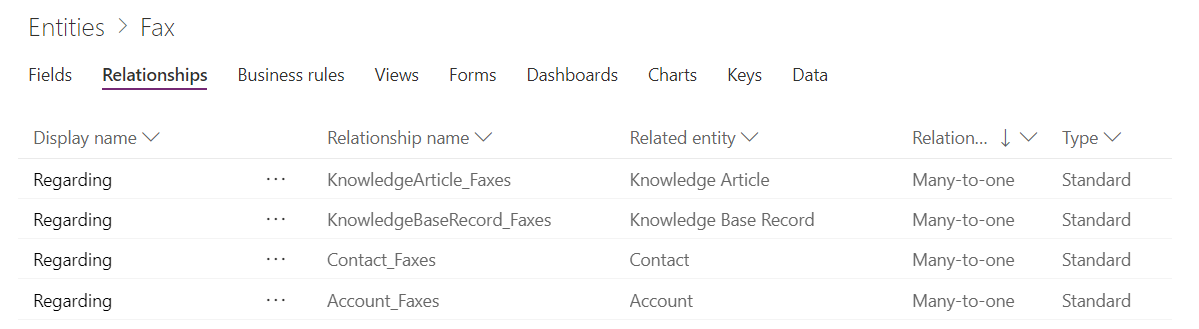 Entities > Fax
Fields Relationships Business rules Views Forms Dashboards Charts Keys Data
Display name Relationship name Related entity Relation... ↓ Type
Regarding ··· KnowledgeArticle_Faxes Knowledge Article Many-to-one Standard
Regarding ··· KnowledgeBaseRecord_Faxes Knowledge Base Record Many-to-one Standard
Regarding ··· Contact_Faxes Contact Many-to-one Standard
Regarding ··· Account_Faxes Account Many-to-one Standard